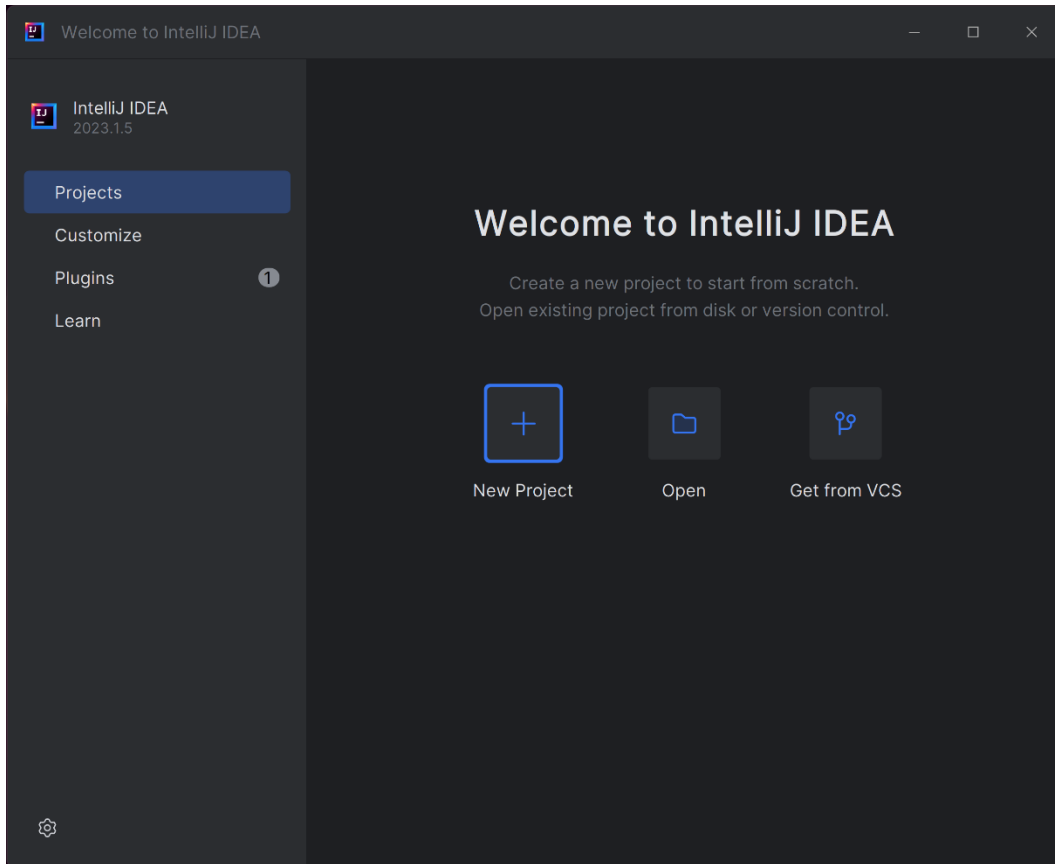 Welcome to IntelliJ IDEA
IntelliJ IDEA
2023.1.5
Projects
Customize
Plugins 1
Learn
Welcome to IntelliJ IDEA
Create a new project to start from scratch.
Open existing project from disk or version control.
New Project Open Get from VCS